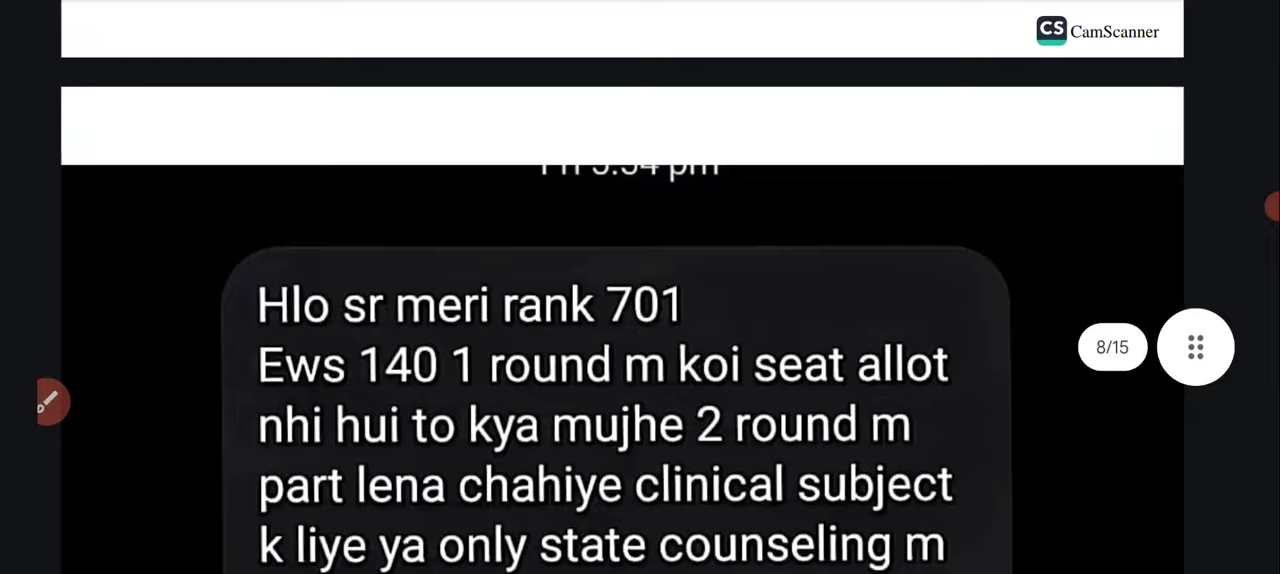 CS CamScanner
Hlo sr meri rank 701
Ews 140 1 round m koi seat allot
nhi hui to kya mujhe 2 round m
8/15
part lena chahiye clinical subject
k liye ya only state counseling m